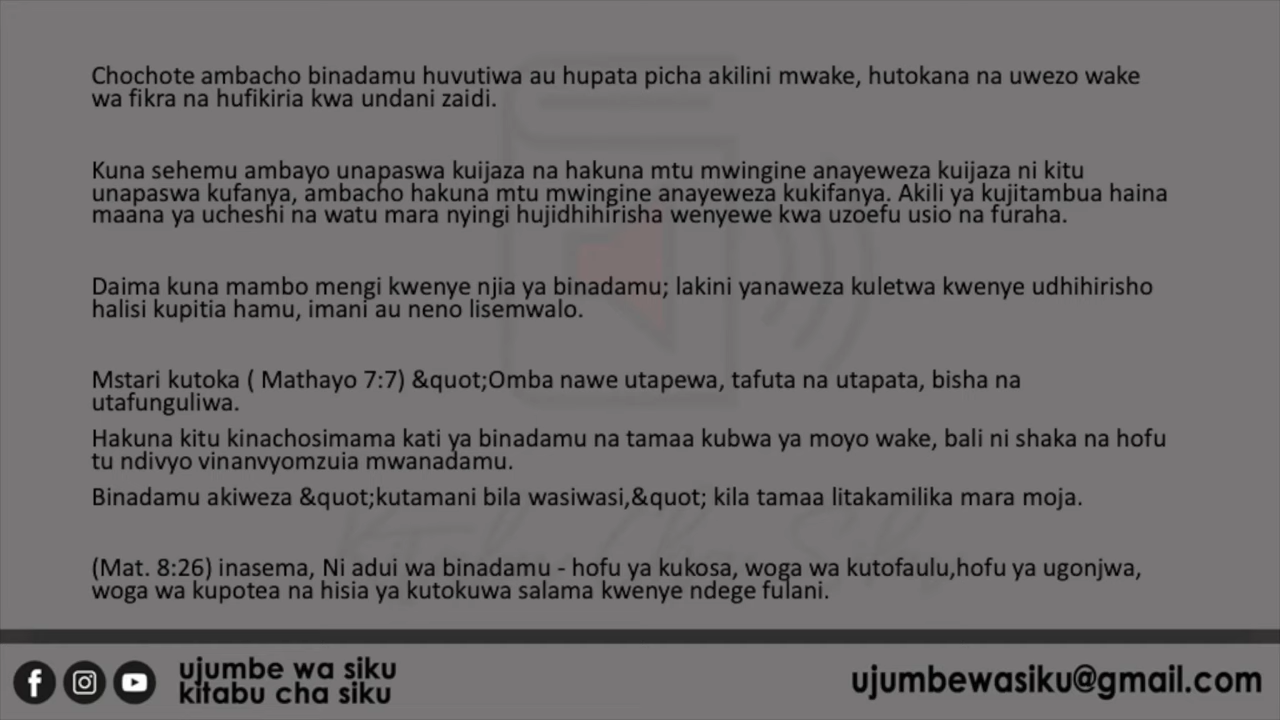 Chochote ambacho binadamu huvutiwa au hupata picha akilini mwake, hutokana na uwezo wake
wa fikra na hufikiria kwa undani zaidi.
Kuna sehemu ambayo unapaswa kuijaza na hakuna mtu mwingine anayeweza kuijaza ni kitu
unapaswa kufanya, ambacho hakuna mtu mwingine anayeweza kukifanya. Akili ya kujitambua haina
maana ya ucheshi na watu mara nyingi hujidhihirisha wenyewe kwa uzoefu usio na furaha.
Daima kuna mambo mengi kwenye njia ya binadamu; lakini yanaweza kuletwa kwenye udhihirisho
halisi kupitia hamu, imani au neno lisemwalo.
Mstari kutoka ( Mathayo 7:7) &quot;Omba nawe utapewa, tafuta na utapata, bisha na
utafunguliwa.
Hakuna kitu kinachosimama kati ya binadamu na tamaa kubwa ya moyo wake, bali ni shaka na hofu
tu ndivyo vinanvyomzuia mwanadamu.
Binadamu akiweza &quot;kutamani bila wasiwasi,&quot; kila tamaa litakamilika mara moja.
(Mat. 8:26) inasema, Ni adui wa binadamu - hofu ya kukosa, woga wa kutofaulu,hofu ya ugonjwa,
woga wa kupotea na hisia ya kutokuwa salama kwenye ndege fulani.
Kitabu Cha Siku
ujumbe wa siku
kitabu cha siku
ujumbewasiku@gmail.com